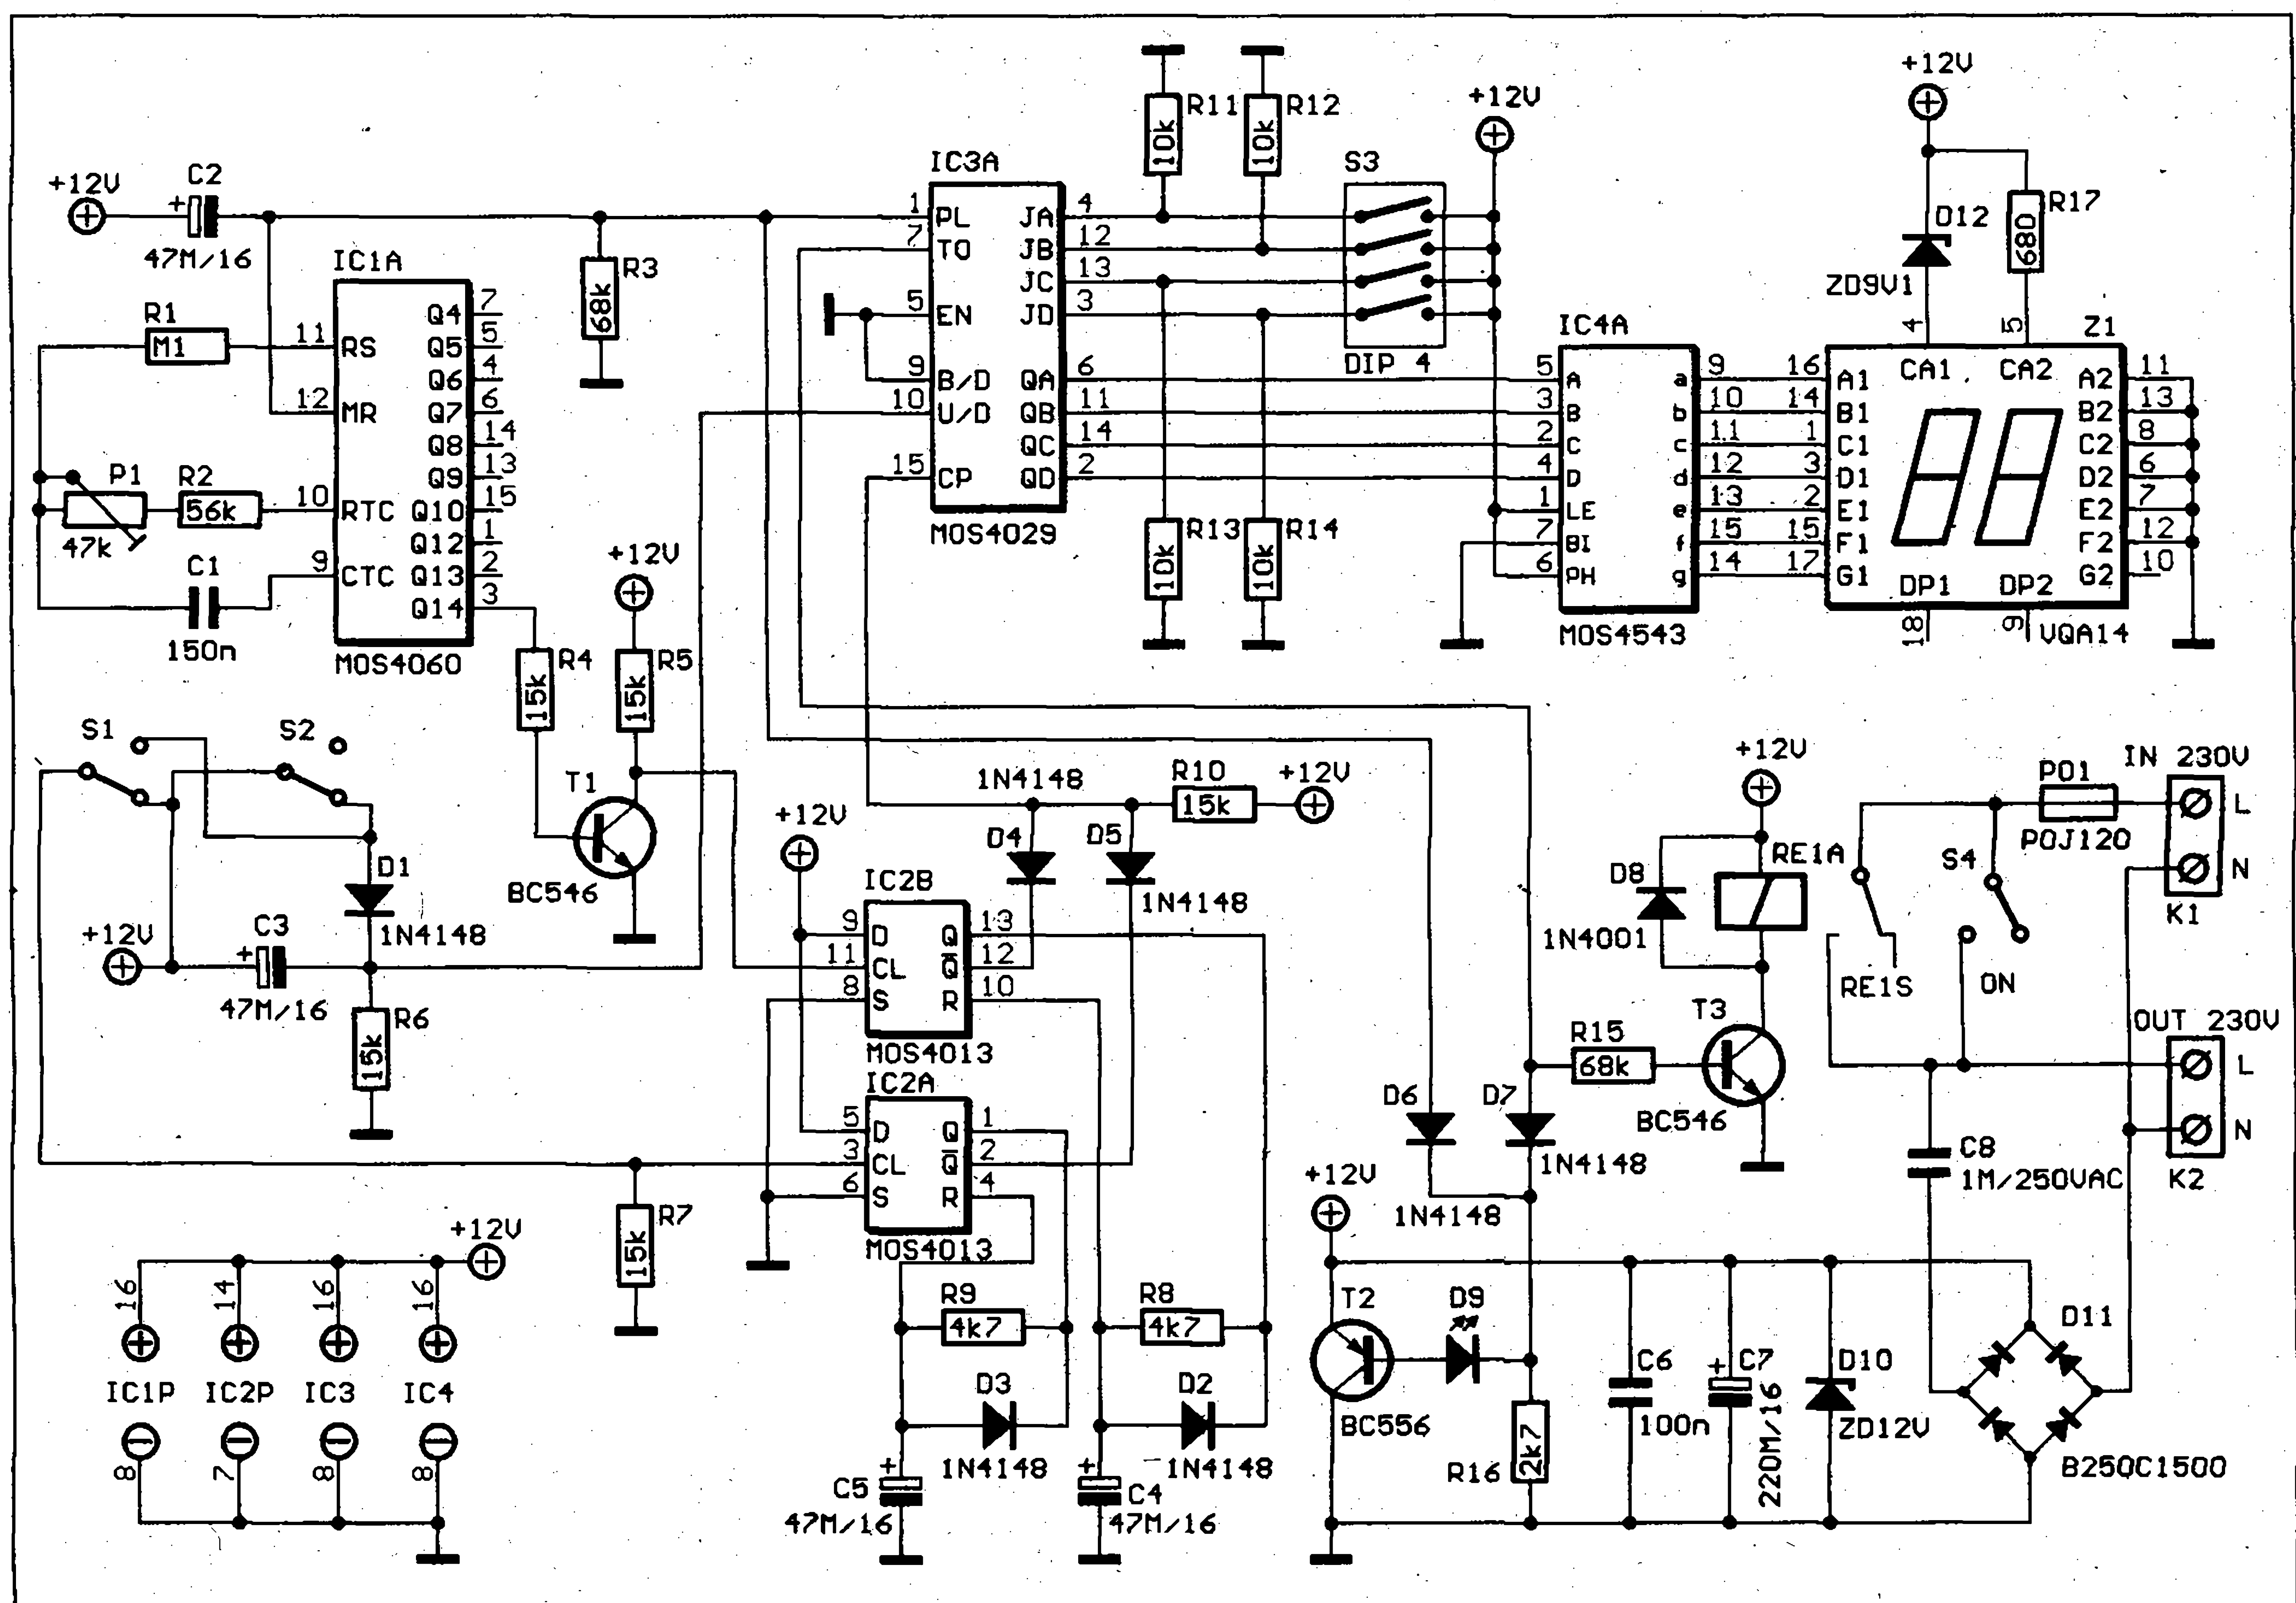 +12V
C2
+
47M/16
R1
M1
P1
47k
R2
56k
C1
150n
IC1A
11 RS
12 MR
10 RTC
9 CTC
Q4 7
Q5 5
Q6 4
Q7 6
Q8 14
Q9 13
Q10 15
Q12 1
Q13 2
Q14 3
MOS4060
R3
68k
R4
15k
+12V
R5
15k
T1
BC546
IC3A
1 PL
7 TO
5 EN
9 B/D
10 U/D
15 CP
JA 4
JB 12
JC 13
JD 3
QA 6
QB 11
QC 14
QD 2
MOS4029
R11
10k
R12
10k
R13
10k
R14
10k
S3
DIP 4
+12V
IC4A
5 A
3 B
2 C
4 D
1 LE
7 BI
6 PH
a 9
b 10
c 11
d 12
e 13
f 15
g 14
MOS4543
+12V
D12
ZD9V1
R17
680
4
5
Z1
CA1
CA2
16 A1
14 B1
1 C1
3 D1
2 E1
15 F1
17 G1
A2 11
B2 13
C2 8
D2 6
E2 7
F2 12
G2 10
DP1
DP2
18
9
VQA14
S1
S2
D1
1N4148
+12V
C3
+
47M/16
R6
15k
R7
15k
+12V
IC2B
9 D
11 CL
8 S
Q 13
Q 12
R 10
MOS4013
IC2A
5 D
3 CL
6 S
Q 1
Q 2
R 4
MOS4013
1N4148
D4
D5
1N4148
R10
15k
+12V
R9
4k7
R8
4k7
D3
1N4148
D2
1N4148
C5
+
47M/16
C4
+
47M/16
D6
1N4148
D7
1N4148
R15
68k
T3
BC546
+12V
D8
1N4001
RE1A
RE1S
S4
ON
PO1
POJ120
IN 230V
L
N
K1
OUT 230V
L
N
K2
C8
1M/250VAC
+12V
T2
BC556
D9
R16
2k7
C6
100n
+
C7
220M/16
D10
ZD12V
D11
B250C1500
+12V
16
14
16
16
IC1P
IC2P
IC3
IC4
8
7
8
8